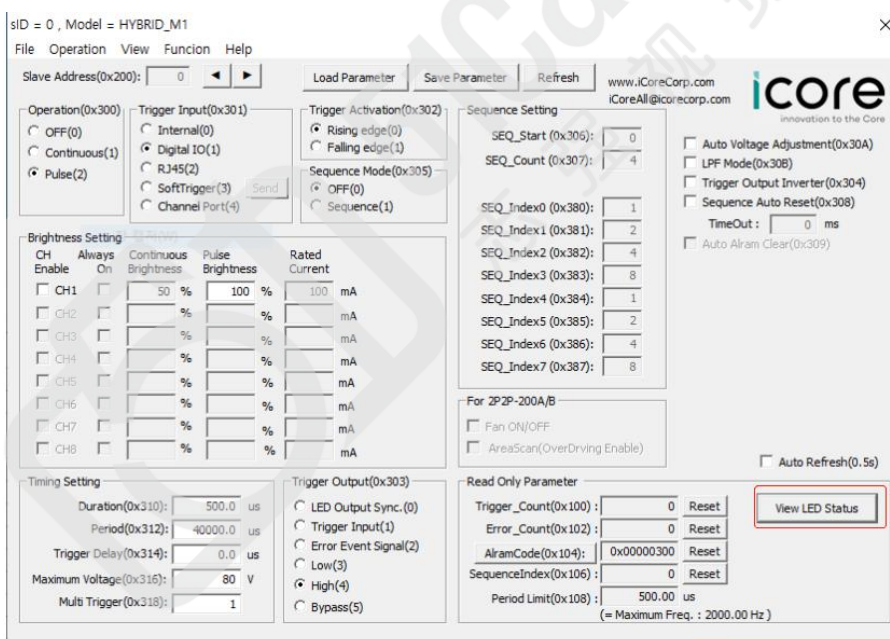 sID = 0 , Model = HYBRID_M1
File Operation View Funcion Help
Slave Address(0x200): 0 ◄ ► Load Parameter Save Parameter Refresh
www.iCoreCorp.com
iCoreAll@icorecorp.com
icore
innovation to the Core
Operation(0x300)
OFF(0)
Continuous(1)
Pulse(2)
Trigger Input(0x301)
Internal(0)
Digital IO(1)
RJ45(2)
SoftTrigger(3) Send
Channel Port(4)
Trigger Activation(0x302)
Rising edge(0)
Falling edge(1)
Sequence Mode(0x305)
OFF(0)
Sequence(1)
Sequence Setting
SEQ_Start (0x306): 0
SEQ_Count (0x307): 4
SEQ_Index0 (0x380): 1
SEQ_Index1 (0x381): 2
SEQ_Index2 (0x382): 4
SEQ_Index3 (0x383): 8
SEQ_Index4 (0x384): 1
SEQ_Index5 (0x385): 2
SEQ_Index6 (0x386): 4
SEQ_Index7 (0x387): 8
Auto Voltage Adjustment(0x30A)
LPF Mode(0x30B)
Trigger Output Inverter(0x304)
Sequence Auto Reset(0x308)
TimeOut : 0 ms
Auto Alram Clear(0x309)
Brightness Setting
CH Always Continuous Pulse Rated
Enable On Brightness Brightness Current
CH1 50 % 100 % 100 mA
CH2 % % mA
CH3 % % mA
CH4 % % mA
CH5 % % mA
CH6 % % mA
CH7 % % mA
CH8 % % mA
For 2P2P-200A/B
Fan ON/OFF
AreaScan(OverDrving Enable)
Auto Refresh(0.5s)
Timing Setting
Duration(0x310): 500.0 us
Period(0x312): 40000.0 us
Trigger Delay(0x314): 0.0 us
Maximum Voltage(0x316): 80 V
Multi Trigger(0x318): 1
Trigger Output(0x303)
LED Output Sync.(0)
Trigger Input(1)
Error Event Signal(2)
Low(3)
High(4)
Bypass(5)
Read Only Parameter
Trigger_Count(0x100) : 0 Reset
Error_Count(0x102) : 0 Reset
AlramCode(0x104): 0x00000300 Reset
SequenceIndex(0x106) : 0 Reset
Period Limit(0x108) : 500.00 us
(= Maximum Freq. : 2000.00 Hz )
View LED Status